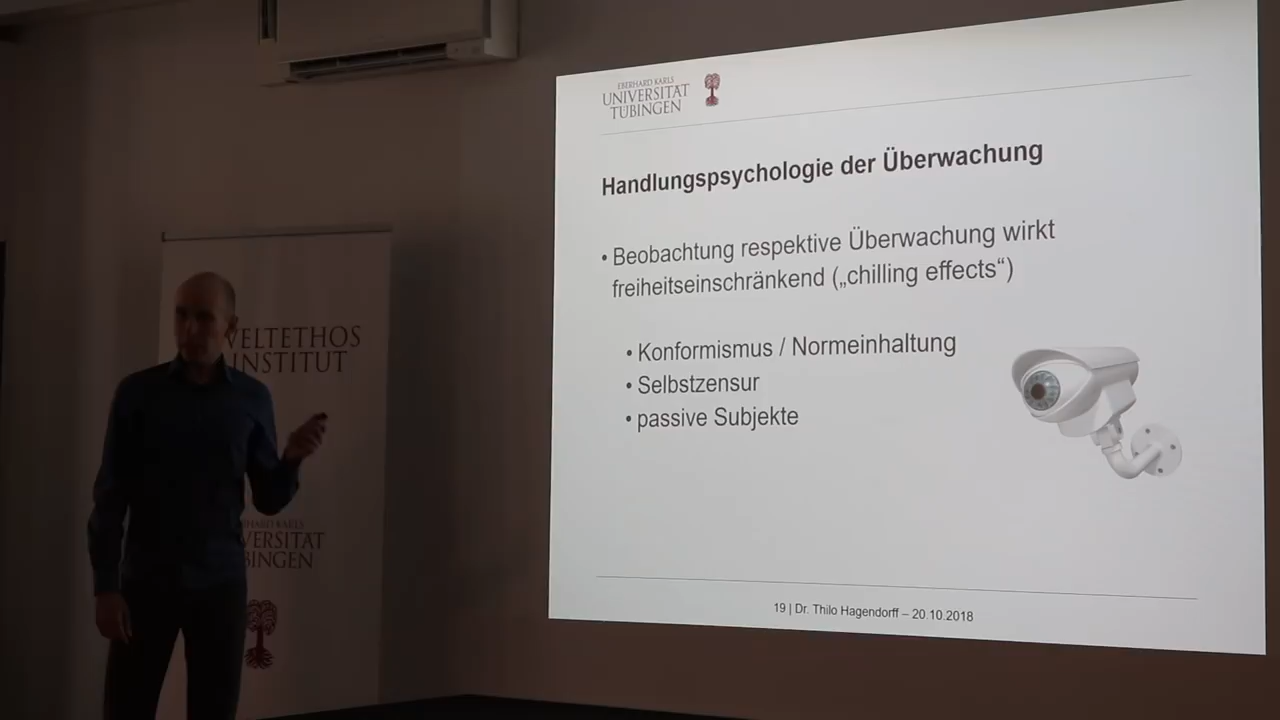 EBERHARD KARLS
UNIVERSITÄT
TÜBINGEN
Handlungspsychologie der Überwachung
• Beobachtung respektive Überwachung wirkt
freiheitseinschränkend („chilling effects“)
• Konformismus / Normeinhaltung
• Selbstzensur
• passive Subjekte
19 | Dr. Thilo Hagendorff – 20.10.2018
WELTETHOS
INSTITUT
KARLS
VERSITÄT
BINGEN